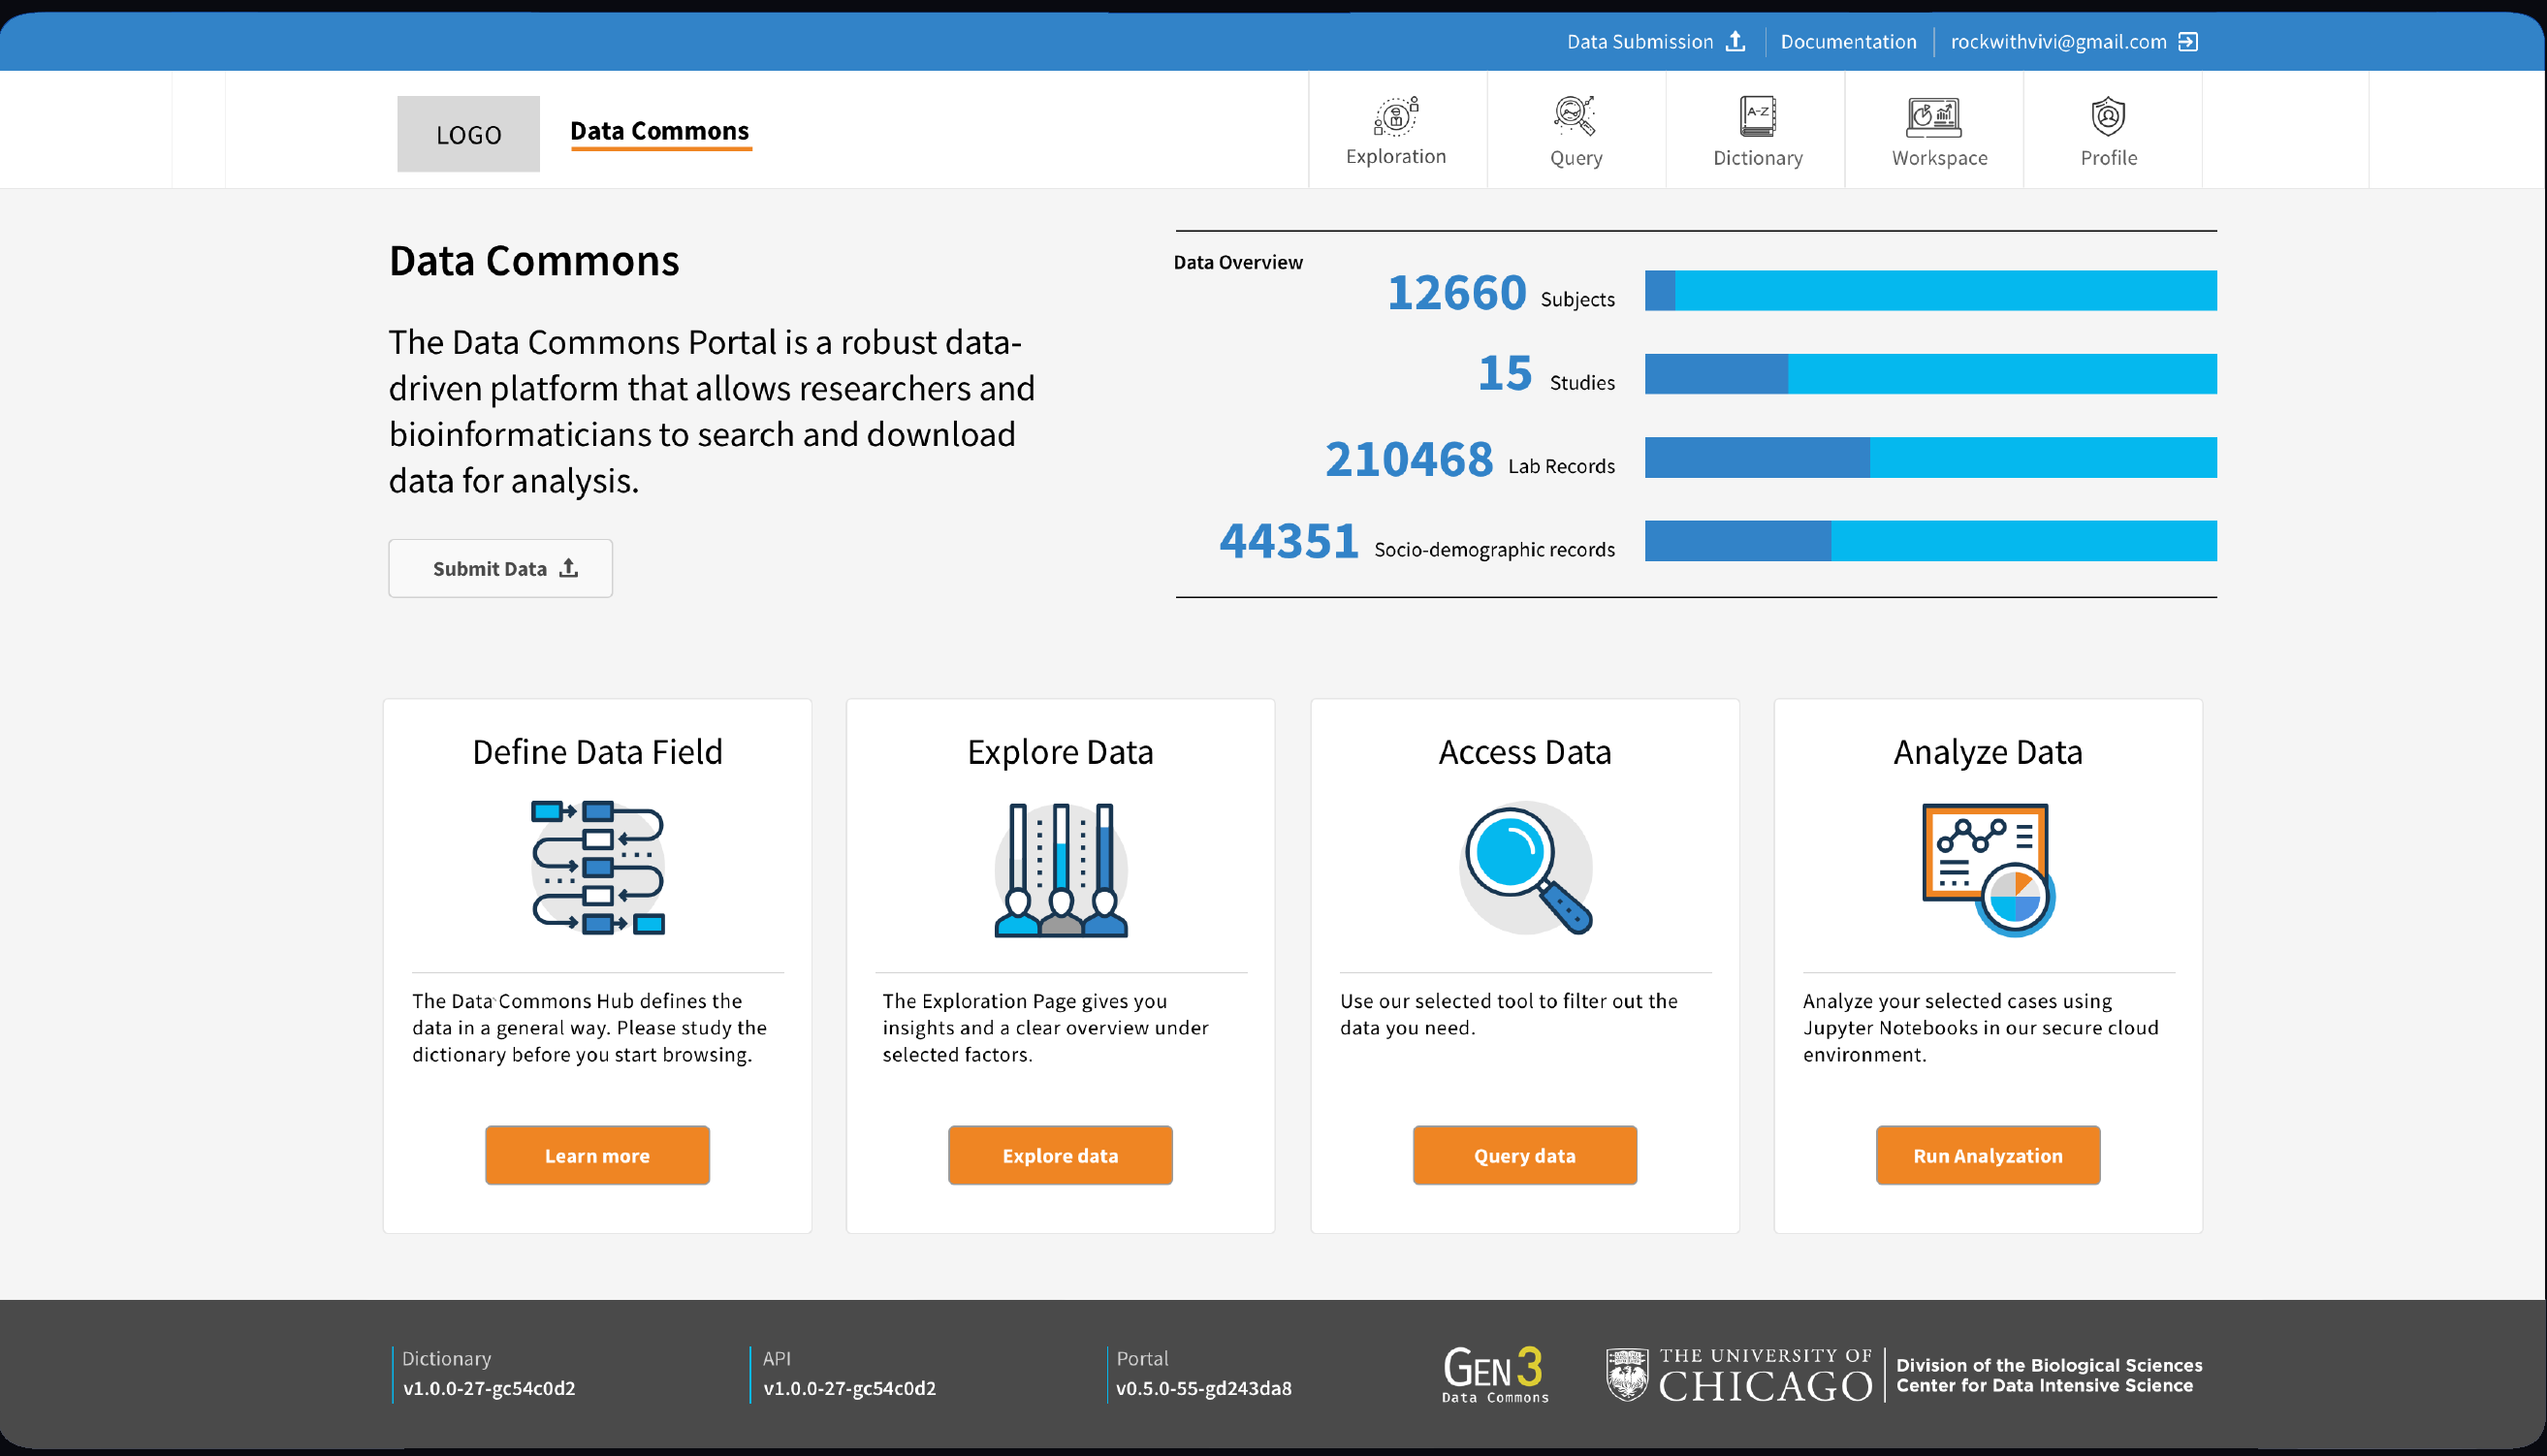 Data Submission
Documentation
rockwithvivi@gmail.com
LOGO
Data Commons
Exploration
Query
A-Z
Dictionary
Workspace
Profile
Data Commons
The Data Commons Portal is a robust data-
driven platform that allows researchers and
bioinformaticians to search and download
data for analysis.
Submit Data
Data Overview
12660 Subjects
15 Studies
210468 Lab Records
44351 Socio-demographic records
Define Data Field
The Data Commons Hub defines the
data in a general way. Please study the
dictionary before you start browsing.
Learn more
Explore Data
The Exploration Page gives you
insights and a clear overview under
selected factors.
Explore data
Access Data
Use our selected tool to filter out the
data you need.
Query data
Analyze Data
Analyze your selected cases using
Jupyter Notebooks in our secure cloud
environment.
Run Analyzation
Dictionary
v1.0.0-27-gc54c0d2
API
v1.0.0-27-gc54c0d2
Portal
v0.5.0-55-gd243da8
GEN3
Data Commons
THE UNIVERSITY OF
CHICAGO
Division of the Biological Sciences
Center for Data Intensive Science